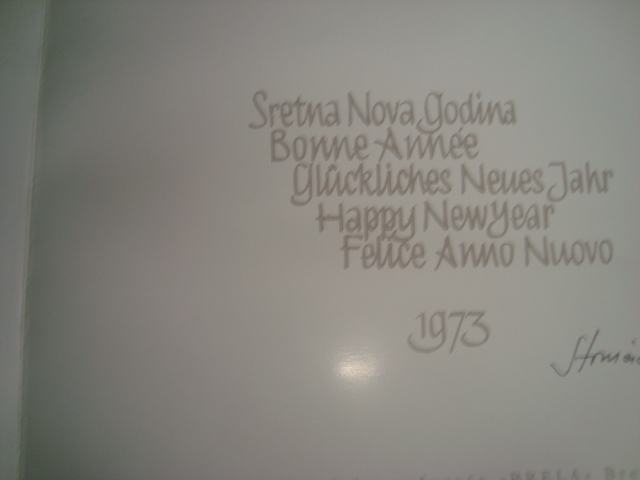 Sretna Nova Godina
Bonne Année
Glückliches Neues Jahr
Happy New Year
Felice Anno Nuovo
1973